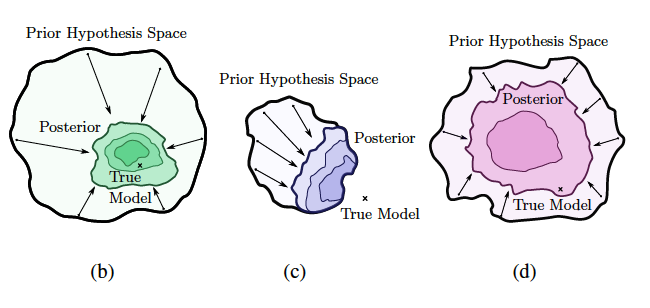 Prior Hypothesis Space
Posterior
True
Model
(b)
Prior Hypothesis Space
Posterior
True Model
(c)
Prior Hypothesis Space
Posterior
True Model
(d)